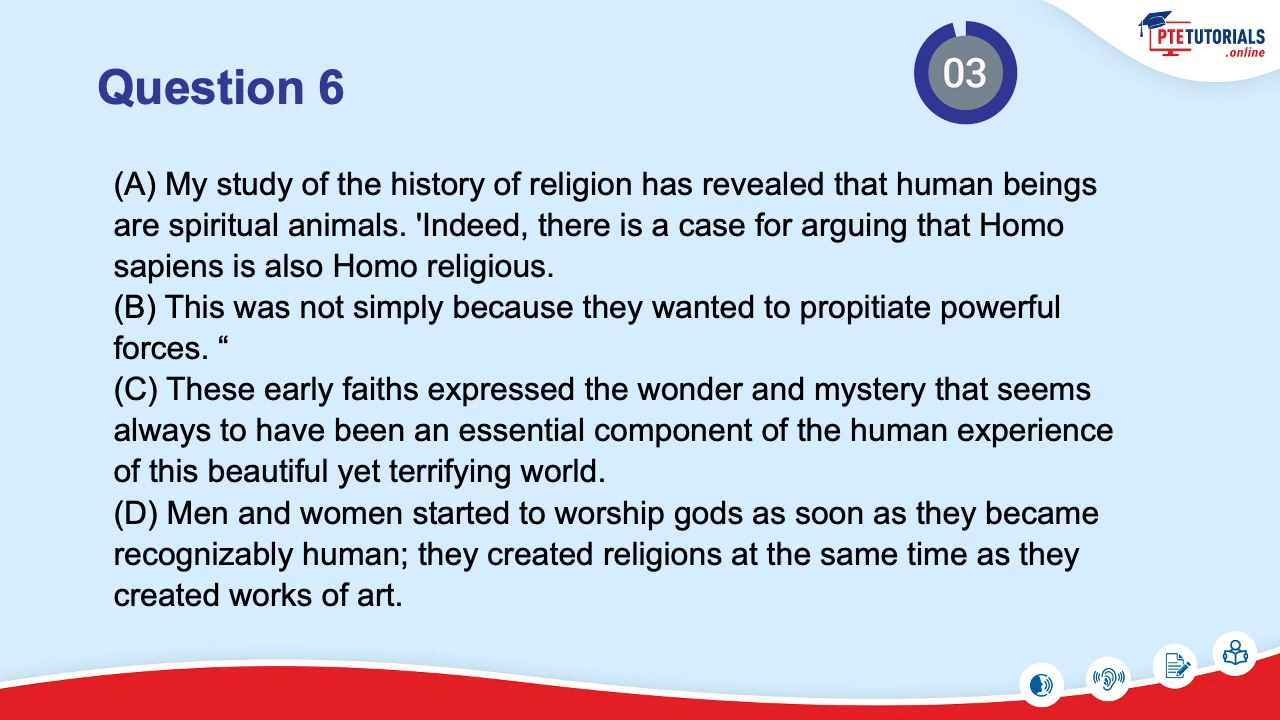 PTETUTORIALS
.online
03
Question 6
(A) My study of the history of religion has revealed that human beings
are spiritual animals. 'Indeed, there is a case for arguing that Homo
sapiens is also Homo religious.
(B) This was not simply because they wanted to propitiate powerful
forces. “
(C) These early faiths expressed the wonder and mystery that seems
always to have been an essential component of the human experience
of this beautiful yet terrifying world.
(D) Men and women started to worship gods as soon as they became
recognizably human; they created religions at the same time as they
created works of art.